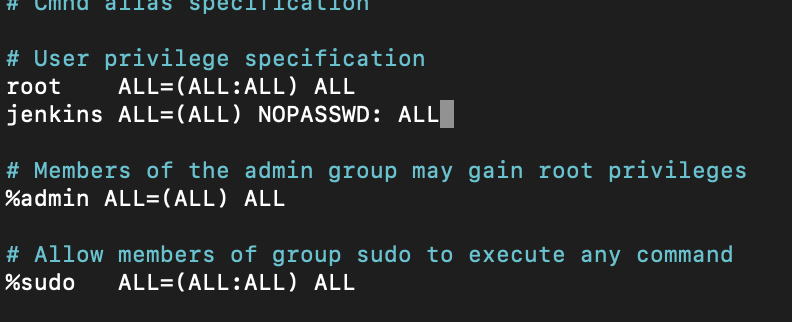 # Cmnd alias specification
# User privilege specification
root    ALL=(ALL:ALL) ALL
jenkins ALL=(ALL) NOPASSWD: ALL
# Members of the admin group may gain root privileges
%admin ALL=(ALL) ALL
# Allow members of group sudo to execute any command
%sudo   ALL=(ALL:ALL) ALL